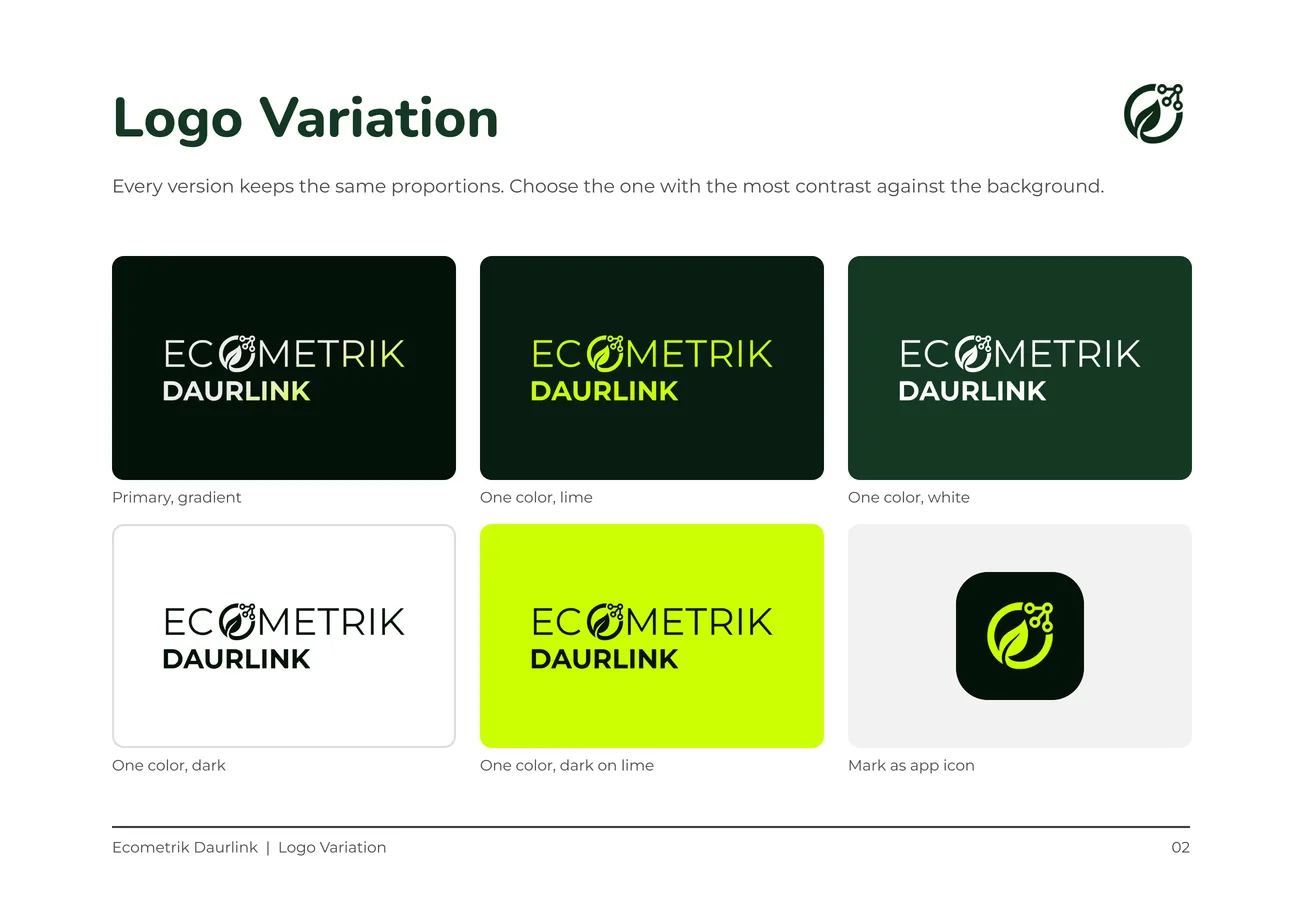 Logo Variation
Every version keeps the same proportions. Choose the one with the most contrast against the background.
ECOMETRIK
DAURLINK
Primary, gradient
ECOMETRIK
DAURLINK
One color, lime
ECOMETRIK
DAURLINK
One color, white
ECOMETRIK
DAURLINK
One color, dark
ECOMETRIK
DAURLINK
One color, dark on lime
Mark as app icon
Ecometrik Daurlink | Logo Variation
02